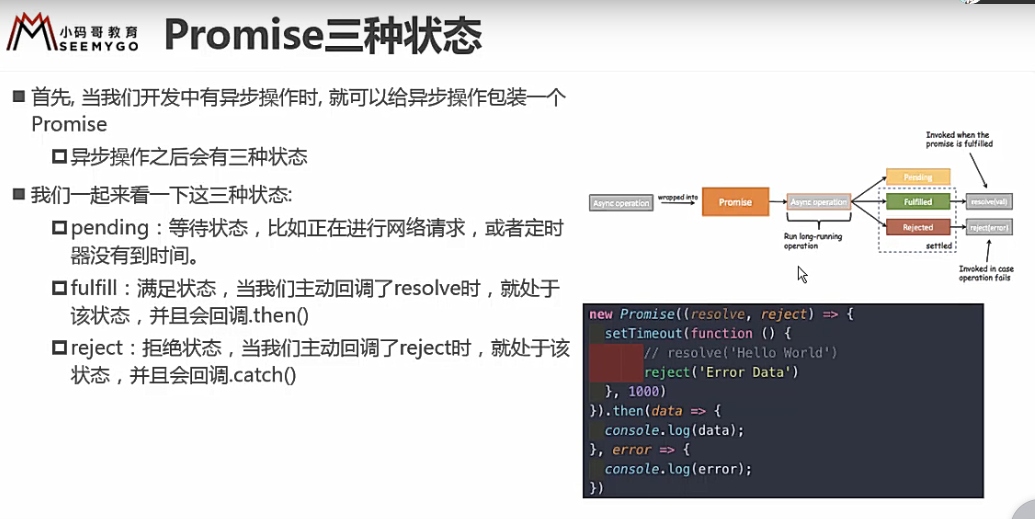 小码哥教育
SEEMYGO
Promise三种状态
首先, 当我们开发中有异步操作时, 就可以给异步操作包装一个
Promise
异步操作之后会有三种状态
我们一起来看一下这三种状态:
pending：等待状态，比如正在进行网络请求，或者定时
器没有到时间。
fulfill：满足状态，当我们主动回调了resolve时，就处于
该状态，并且会回调.then()
reject：拒绝状态，当我们主动回调了reject时，就处于该
状态，并且会回调.catch()
Invoked when the
promise is fulfilled
Async operation
wrapped into
Promise
Async operation
Pending
Fulfilled
Rejected
settled
resolve(val)
reject(error)
Run long-running
operation
Invoked in case
operation fails
new Promise((resolve, reject) => {
setTimeout(function () {
// resolve('Hello World')
reject('Error Data')
}, 1000)
}).then(data => {
console.log(data);
}, error => {
console.log(error);
})